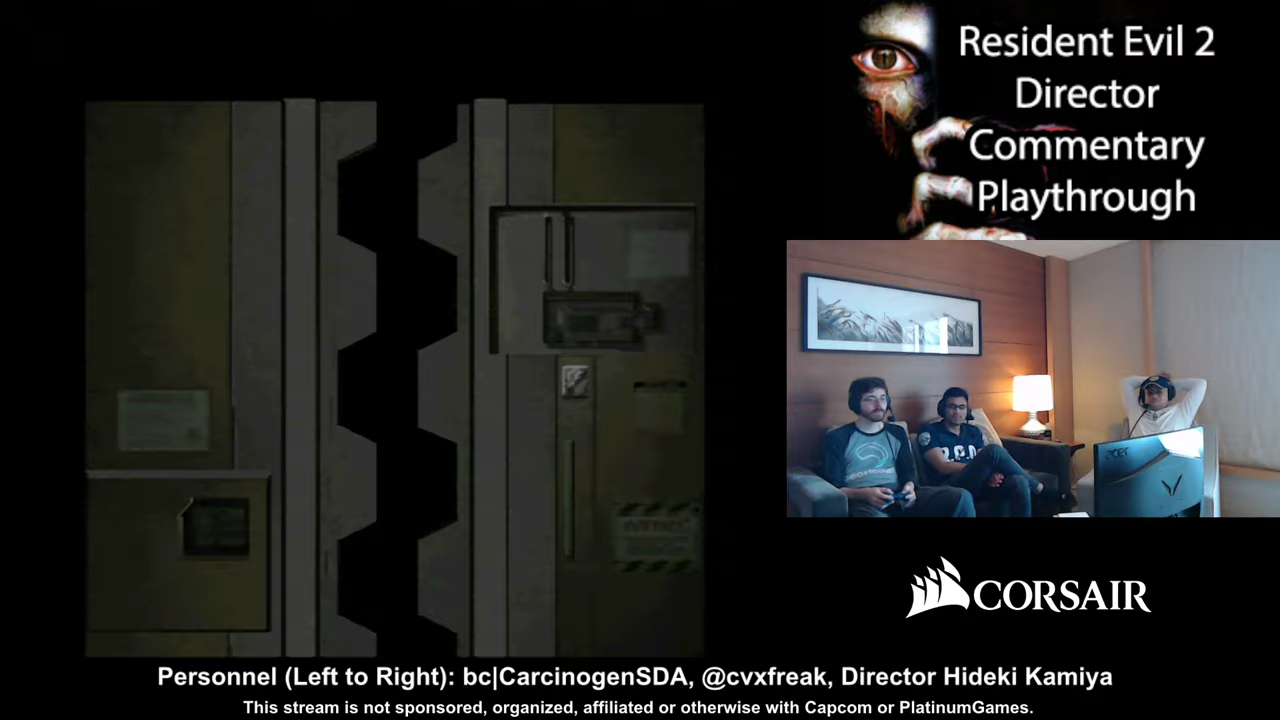 Resident Evil 2
Director
Commentary
Playthrough
acer
CORSAIR
Personnel (Left to Right): bc|CarcinogenSDA, @cvxfreak, Director Hideki Kamiya
This stream is not sponsored, organized, affiliated or otherwise with Capcom or PlatinumGames.